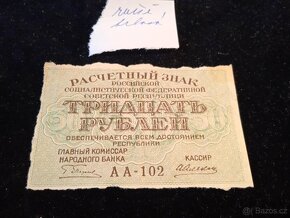 РАСЧЕТНЫЙ ЗНАК
РОССИЙСКОЙ
СОЦИАЛИСТИЧЕСКОЙ ФЕДЕРАТИВНОЙ
СОВЕТСКОЙ РЕСПУБЛИКИ
ТРИДЦАТЬ
РУБЛЕЙ
ОБЕСПЕЧИВАЕТСЯ ВСЕМ ДОСТОЯНИЕМ
РЕСПУБЛИКИ
ГЛАВНЫЙ КОМИССАР
НАРОДНОГО БАНКА
КАССИР
АА-102